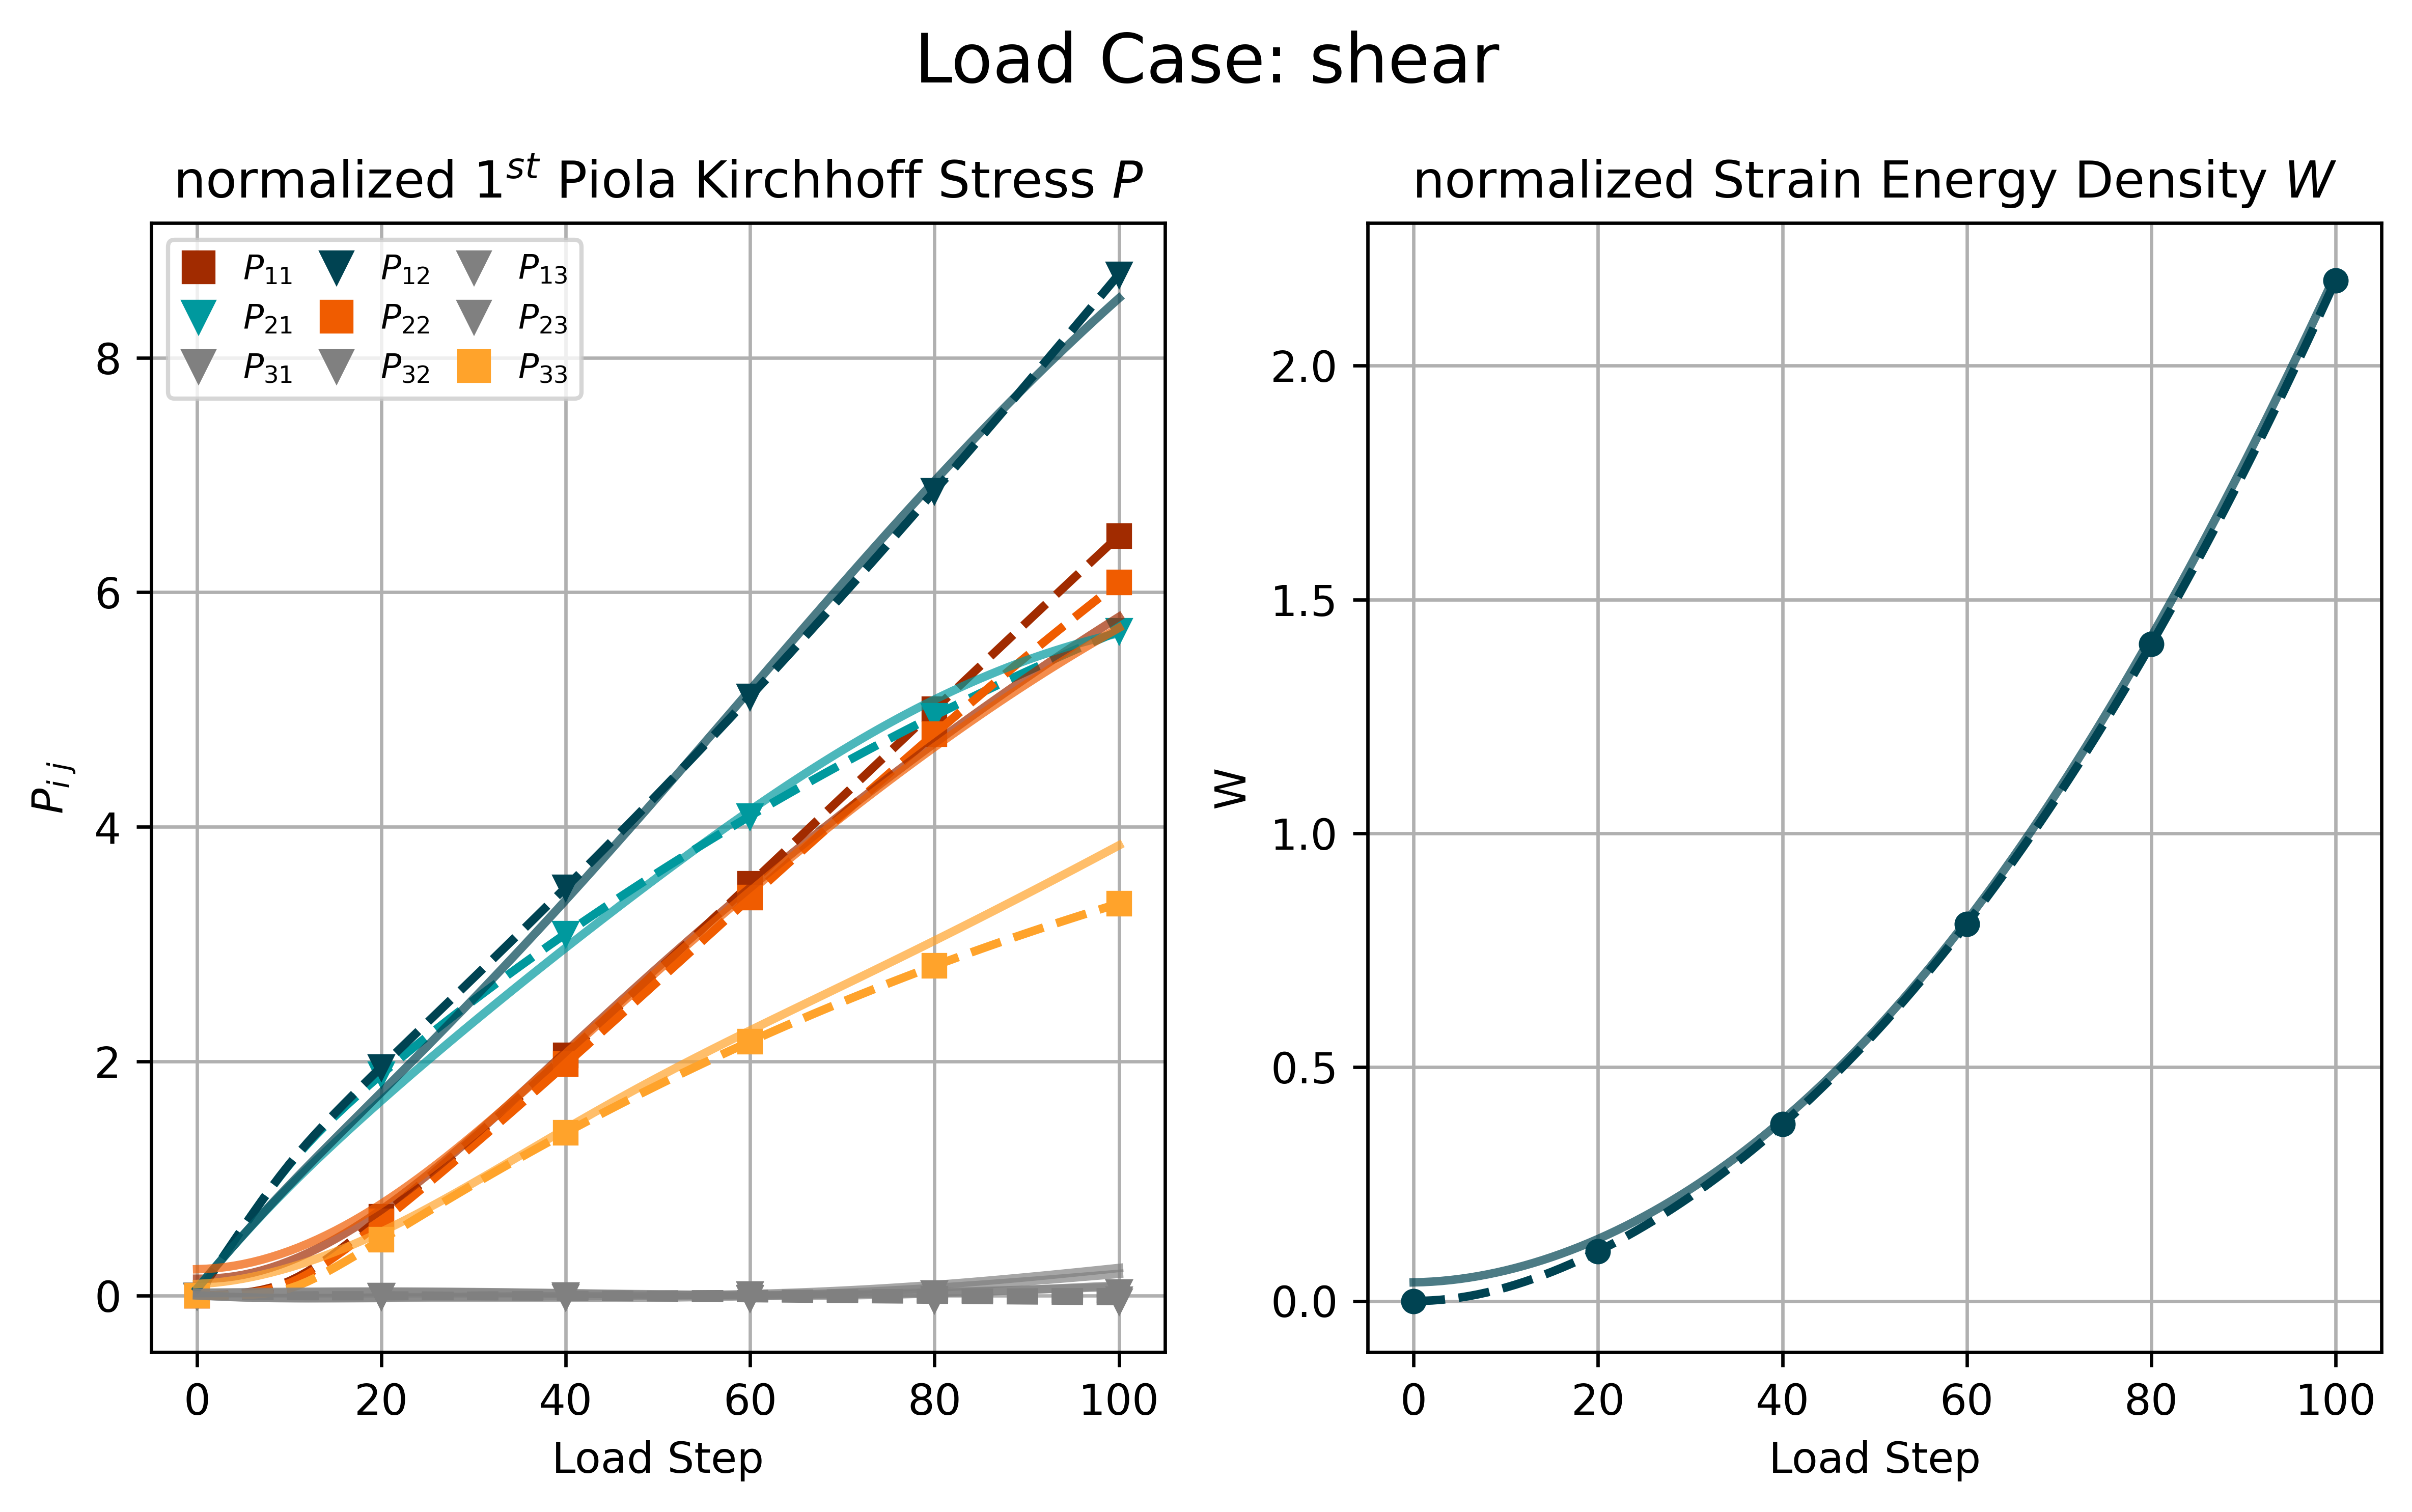 Load Case: shear
normalized 1st Piola Kirchhoff Stress P
P11 P12 P13
P21 P22 P23
P31 P32 P33
8
6
4
2
0
Pi j
0 20 40 60 80 100
Load Step
normalized Strain Energy Density W
2.0
1.5
1.0
0.5
0.0
W
0 20 40 60 80 100
Load Step